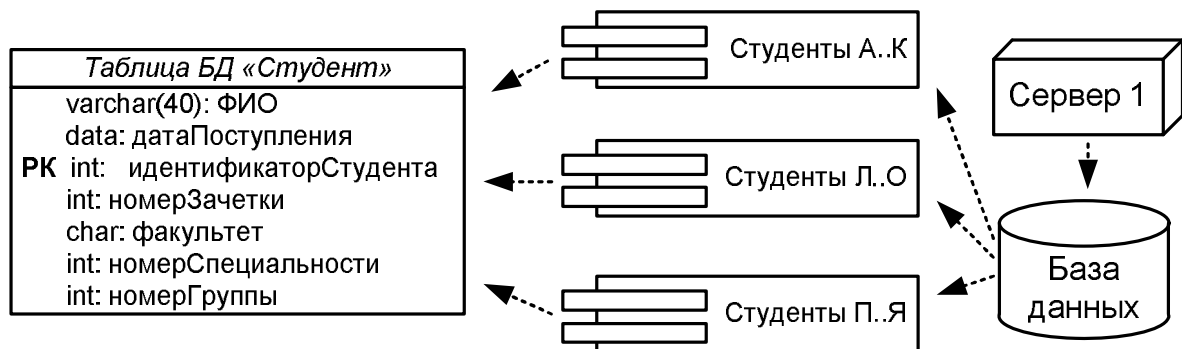 Таблица БД «Студент»
varchar(40): ФИО
data: датаПоступления
РК int: идентификаторСтудента
int: номерЗачетки
char: факультет
int: номерСпециальности
int: номерГруппы
Студенты А..К
Студенты Л..О
Студенты П..Я
Сервер 1
База
данных